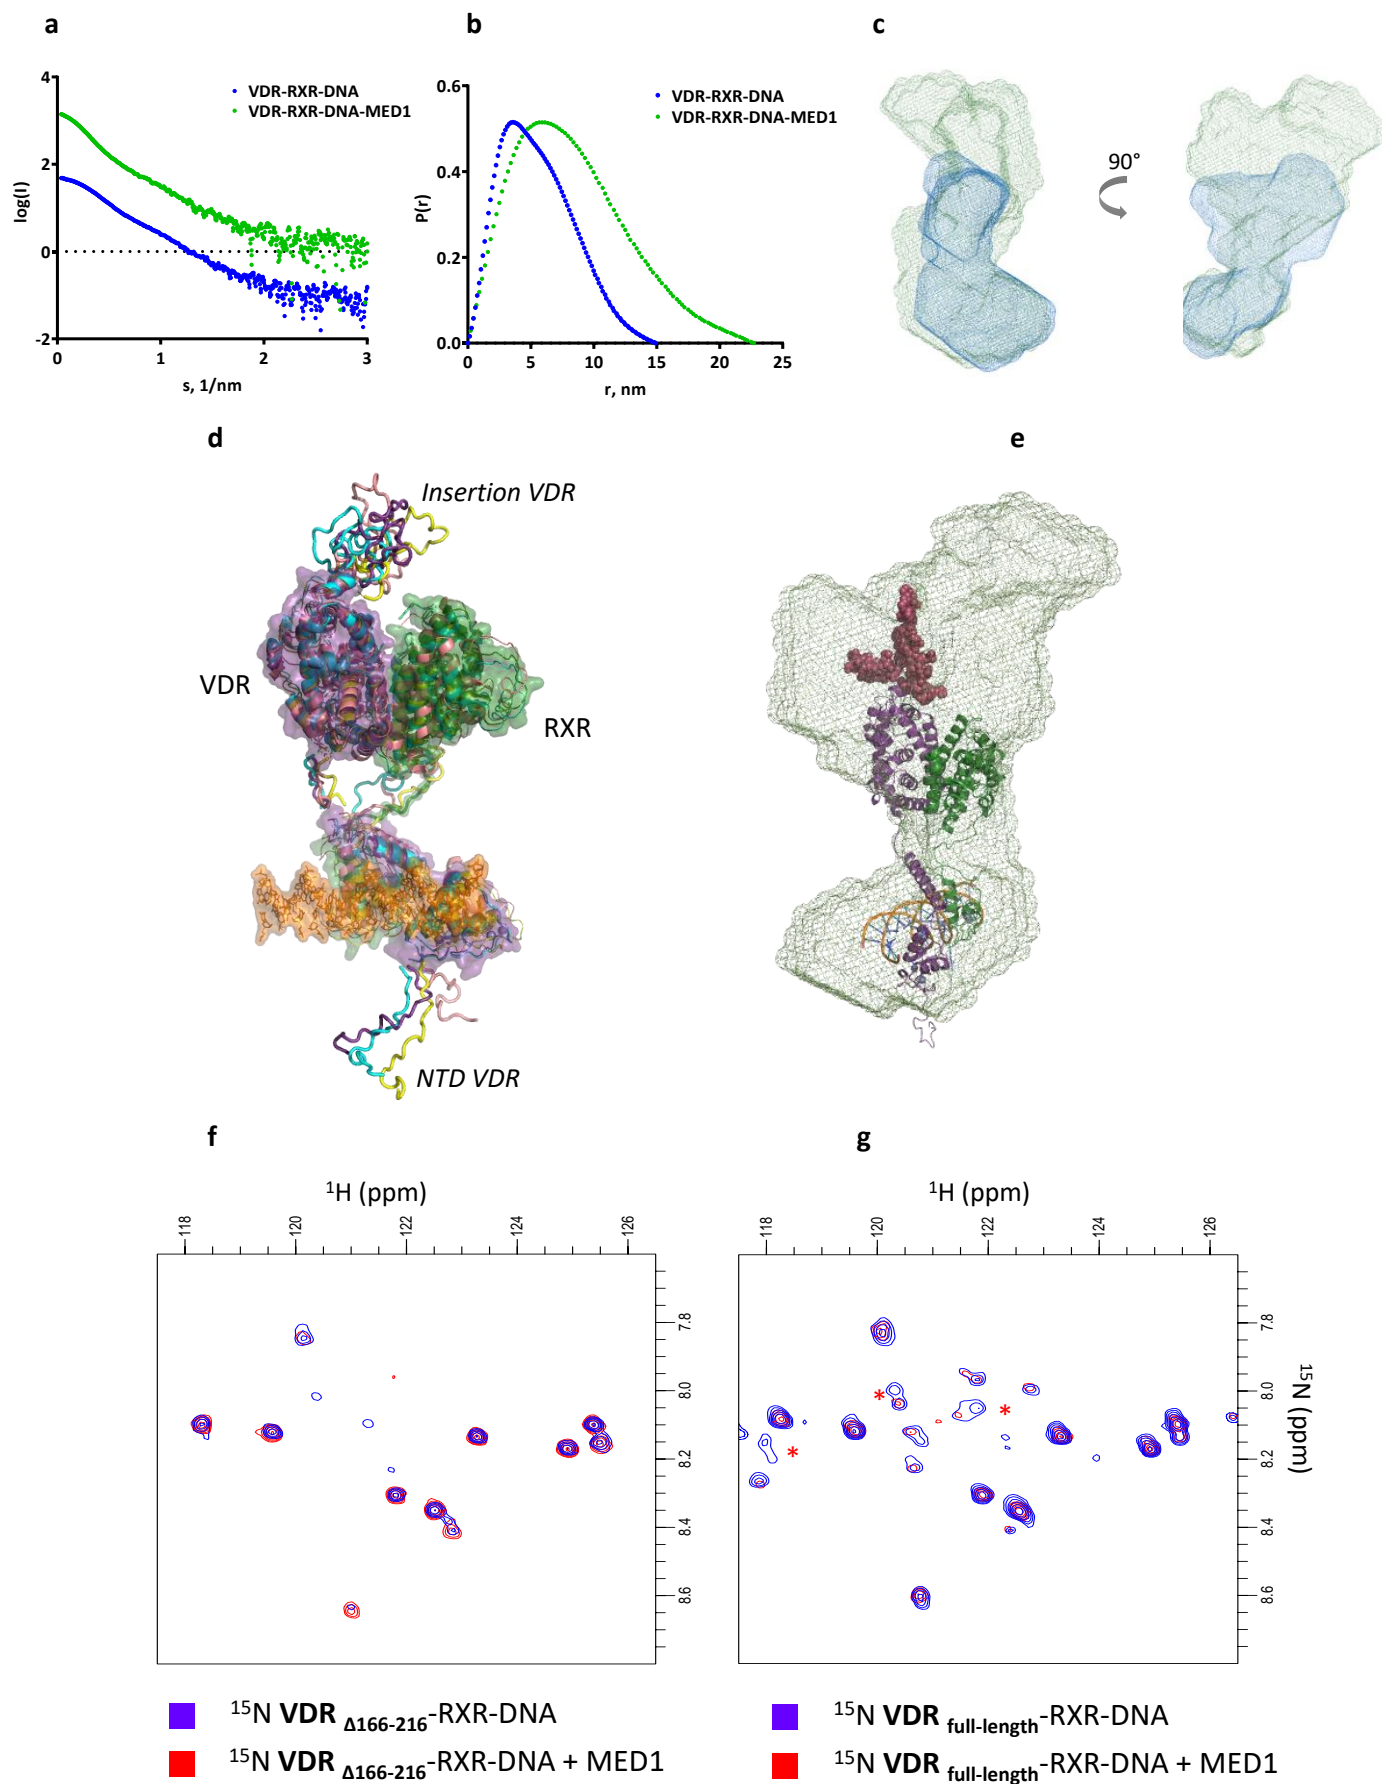 a
VDR-RXR-DNA
VDR-RXR-DNA-MED1
4
2
0
-2
log(I)
0
1
2
3
s, 1/nm
b
VDR-RXR-DNA
VDR-RXR-DNA-MED1
0.6
0.4
0.2
0.0
P(r)
0
5
10
15
20
25
r, nm
c
90°
d
Insertion VDR
VDR
RXR
NTD VDR
e
f
¹H (ppm)
118
120
122
124
126
7.8
8.0
8.2
8.4
8.6
¹⁵N VDR Δ166-216-RXR-DNA
¹⁵N VDR Δ166-216-RXR-DNA + MED1
g
¹H (ppm)
118
120
122
124
126
*
*
*
7.8
8.0
8.2
8.4
8.6
¹⁵N (ppm)
¹⁵N VDR full-length-RXR-DNA
¹⁵N VDR full-length-RXR-DNA + MED1